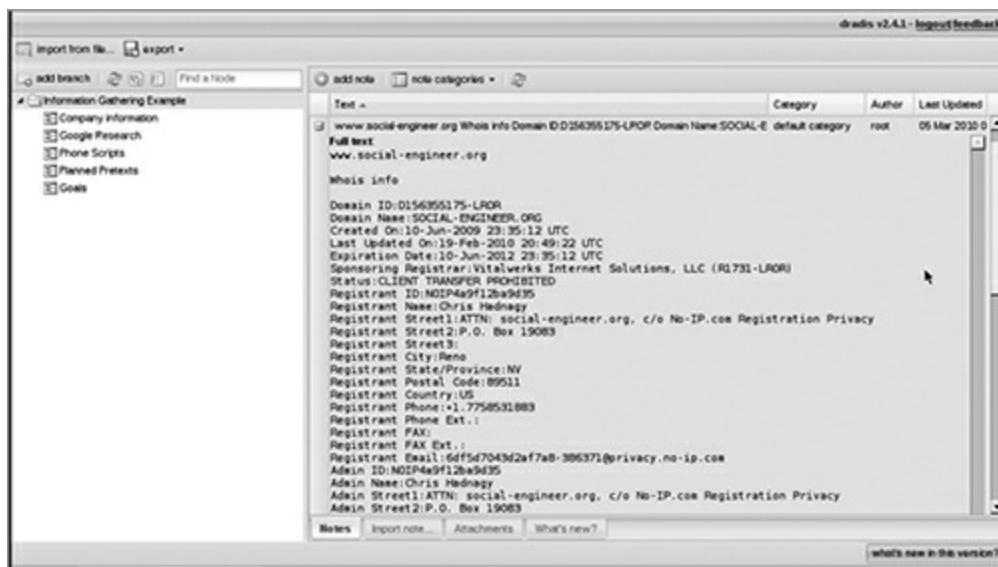 dradis v2.4.1 - logout|feedback
import from file... export
add branch Find a Node add note note categories
Information Gathering Example
Company information
Google Research
Phone Scripts
Planned Pretexts
Goals
Text Category Author Last Updated
www.social-engineer.org Whois info Domain ID:D156355175-LROR Domain Name:SOCIAL-E default category root 05 Mar 2010 0
Full text
www.social-engineer.org
Whois info
Domain ID:D156355175-LROR
Domain Name:SOCIAL-ENGINEER.ORG
Created On:10-Jun-2009 23:35:12 UTC
Last Updated On:19-Feb-2010 20:49:22 UTC
Expiration Date:10-Jun-2012 23:35:12 UTC
Sponsoring Registrar:Vitalwerks Internet Solutions, LLC (R1731-LROR)
Status:CLIENT TRANSFER PROHIBITED
Registrant ID:NOIP4a9f12ba9d35
Registrant Name:Chris Hadnagy
Registrant Street1:ATTN: social-engineer.org, c/o No-IP.com Registration Privacy
Registrant Street2:P.O. Box 19083
Registrant Street3:
Registrant City:Reno
Registrant State/Province:NV
Registrant Postal Code:89511
Registrant Country:US
Registrant Phone:+1.7758531883
Registrant Phone Ext.:
Registrant FAX:
Registrant FAX Ext.:
Registrant Email:6df5d7043d2af7a8-386371@privacy.no-ip.com
Admin ID:NOIP4a9f12ba9d35
Admin Name:Chris Hadnagy
Admin Street1:ATTN: social-engineer.org, c/o No-IP.com Registration Privacy
Admin Street2:P.O. Box 19083
Notes Import note... Attachments What's new?
what's new in this version?